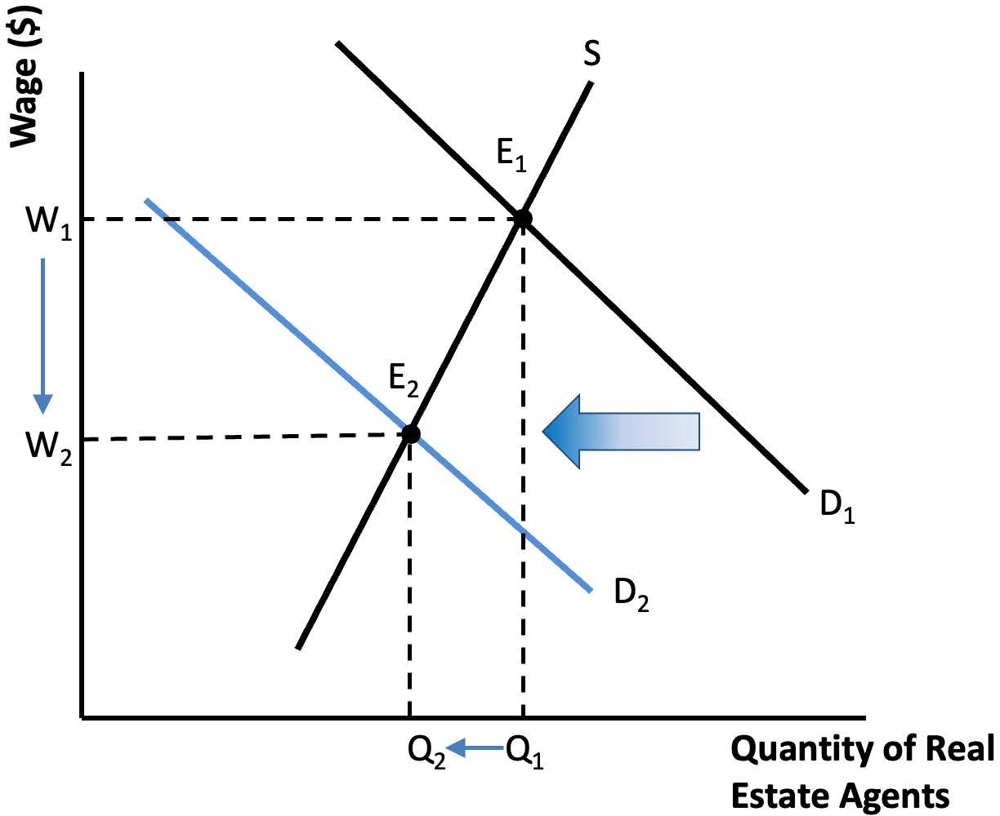 Wage ($)
S
E1
W1
E2
W2
D1
D2
Q2
Q1
Quantity of Real
Estate Agents